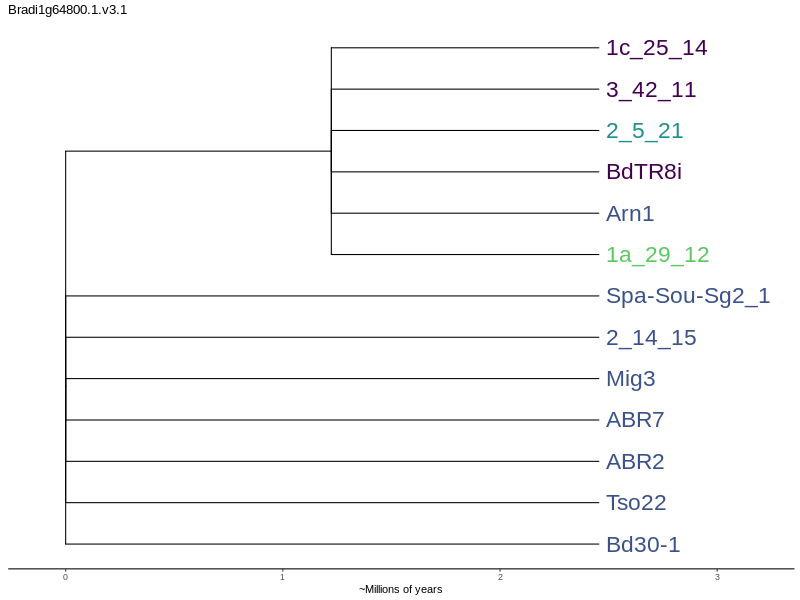 Bradi1g64800.1.v3.1
1c_25_14
3_42_11
2_5_21
BdTR8i
Arn1
1a_29_12
Spa-Sou-Sg2_1
2_14_15
Mig3
ABR7
ABR2
Tso22
Bd30-1
0 1 2 3
~Millions of years